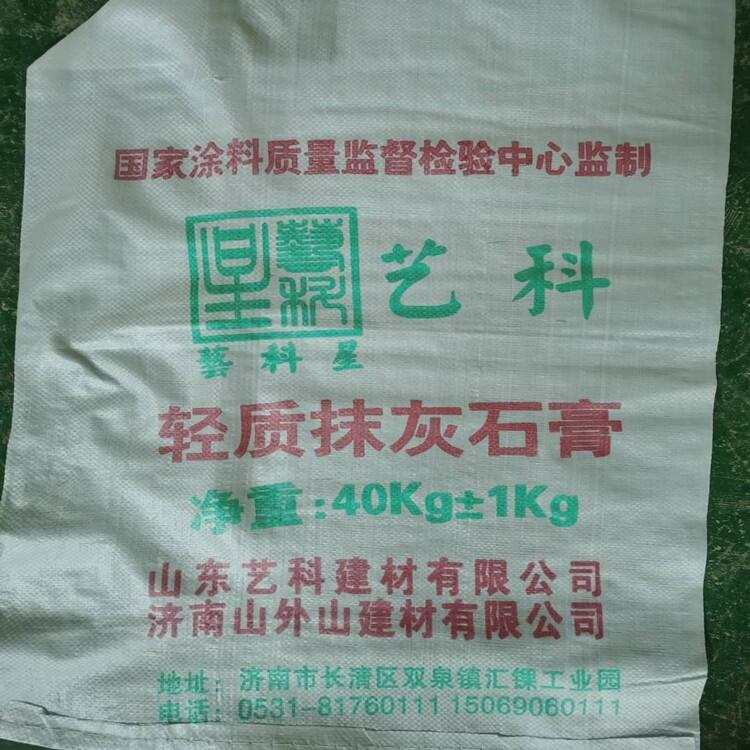 国家涂料质量监督检验中心监制
藝科星
艺科
藝科星
轻质抹灰石膏
净重:40Kg±1Kg
山东艺科建材有限公司
济南山外山建材有限公司
地址:济南市长清区双泉镇汇镍工业园
电话:0531-81760111 15069060111